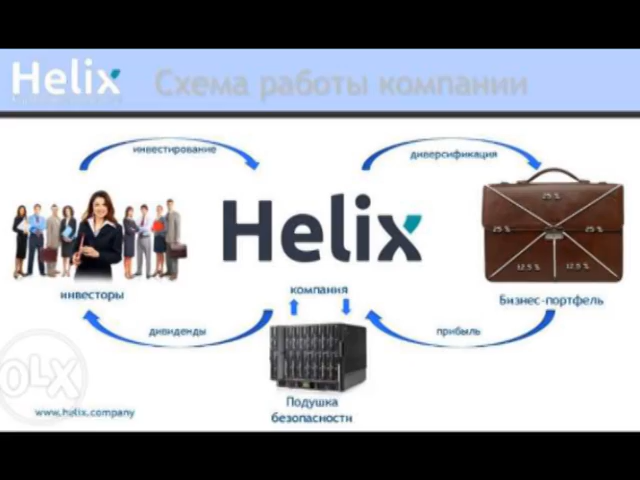 Helix
Схема работы компании
инвестирование
диверсификация
25 %
25 %
25 %
12.5 %
12.5 %
Helix
компания
инвесторы
Бизнес-портфель
дивиденды
прибыль
Подушка
безопасности
OLX
www.helix.company